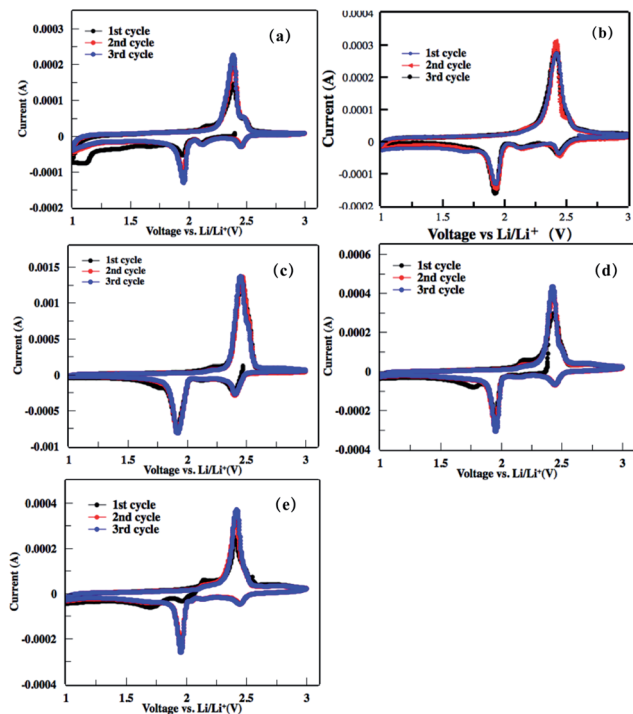 (a)
1st cycle
2nd cycle
3rd cycle
Current (A)
0.0003
0.0002
0.0001
0
-0.0001
-0.0002
1 1.5 2 2.5 3
Voltage vs. Li/Li⁺(V)
(b)
1st cycle
2nd cycle
3rd cycle
Current (A)
0.0004
0.0003
0.0002
0.0001
0
-0.0001
-0.0002
1 1.5 2 2.5 3
Voltage vs Li/Li⁺ (V)
(c)
1st cycle
2nd cycle
3rd cycle
Current (A)
0.0015
0.001
0.0005
0
-0.0005
-0.001
1 1.5 2 2.5 3
Voltage vs. Li/Li⁺(V)
(d)
1st cycle
2nd cycle
3rd cycle
Current (A)
0.0006
0.0004
0.0002
0
-0.0002
-0.0004
1 1.5 2 2.5 3
Voltage vs. Li/Li⁺(V)
(e)
1st cycle
2nd cycle
3rd cycle
Current (A)
0.0004
0.0002
0
-0.0002
-0.0004
1 1.5 2 2.5 3
Voltage vs. Li/Li⁺(V)